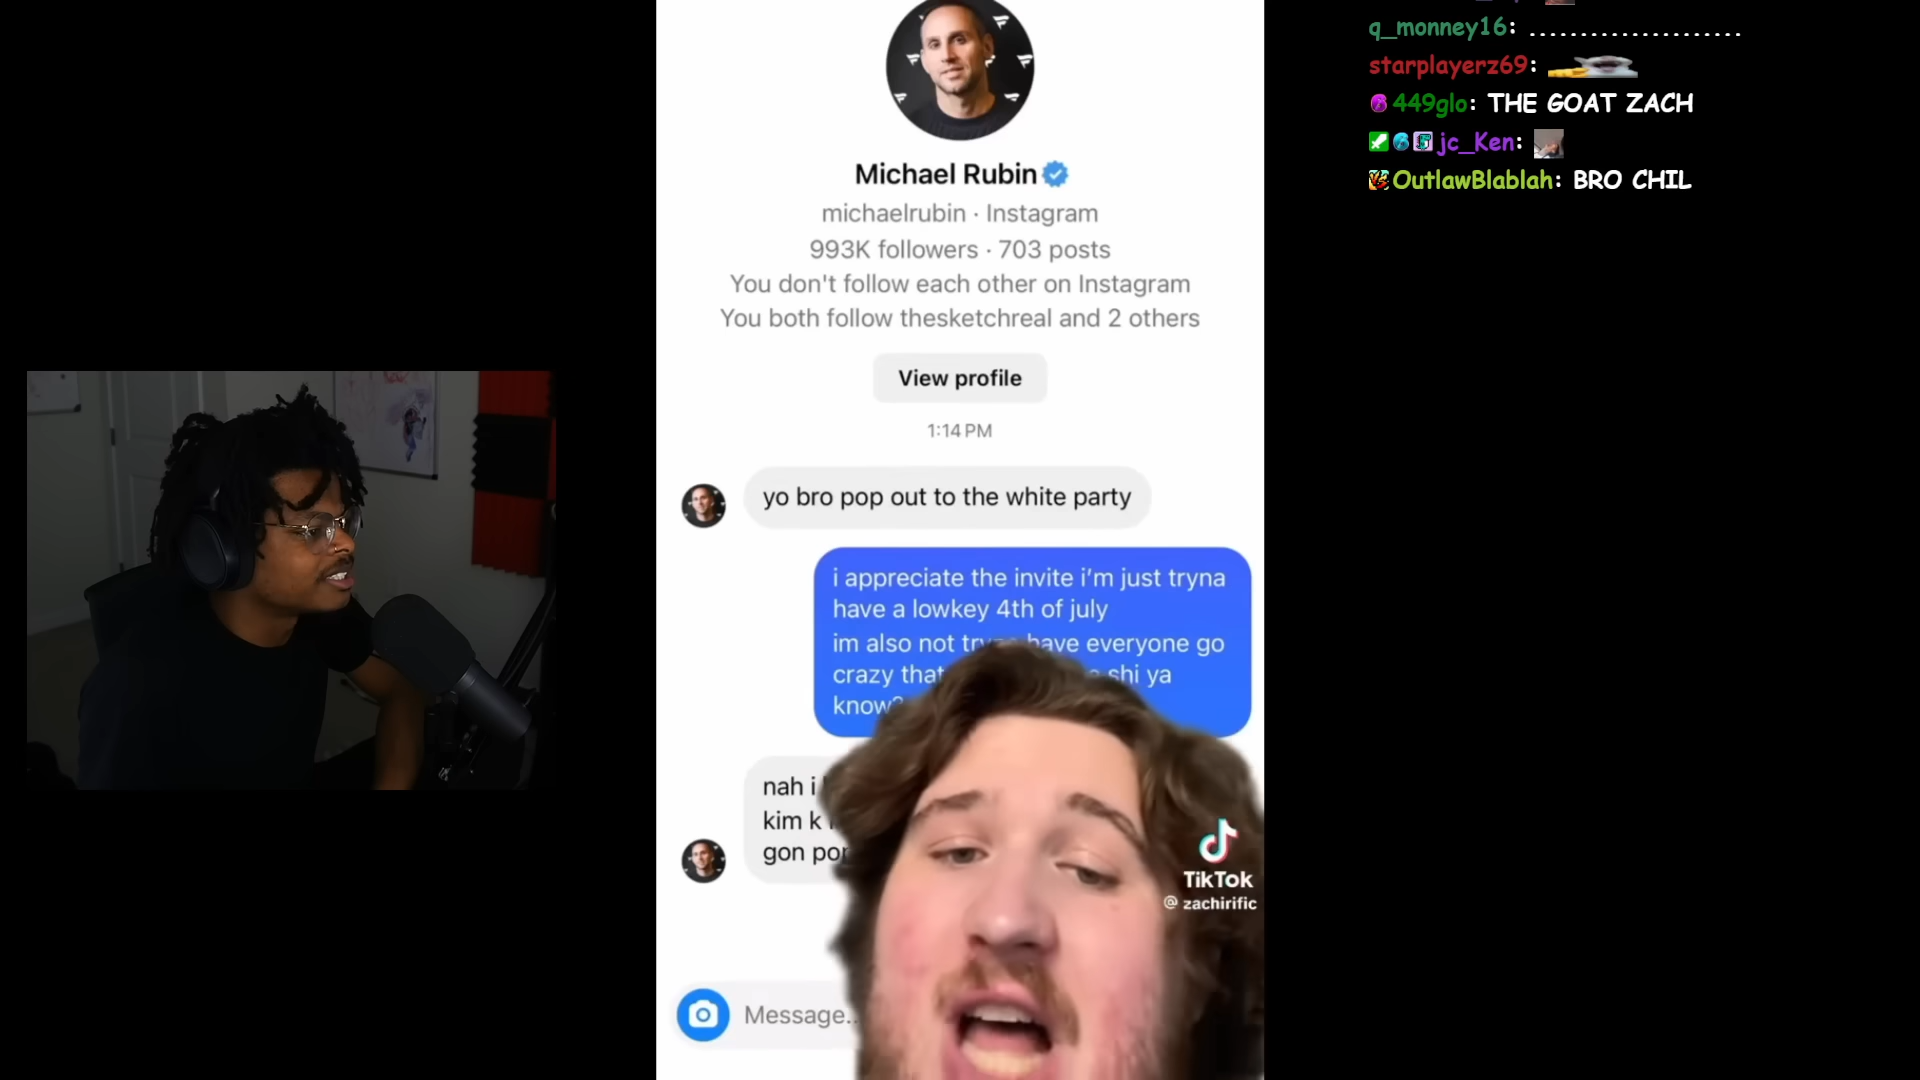 Michael Rubin
michaelrubin · Instagram
993K followers · 703 posts
You don't follow each other on Instagram
You both follow thesketchreal and 2 others
View profile
1:14 PM
yo bro pop out to the white party
i appreciate the invite i'm just tryna
have a lowkey 4th of july
im also not have everyone go
crazy that shi ya
know?
nah i
kim k
gon
Message..
TikTok
@ zachirific
q_monney16: .....................
starplayerz69:
449glo: THE GOAT ZACH
jc_Ken:
OutlawBlablah: BRO CHIL